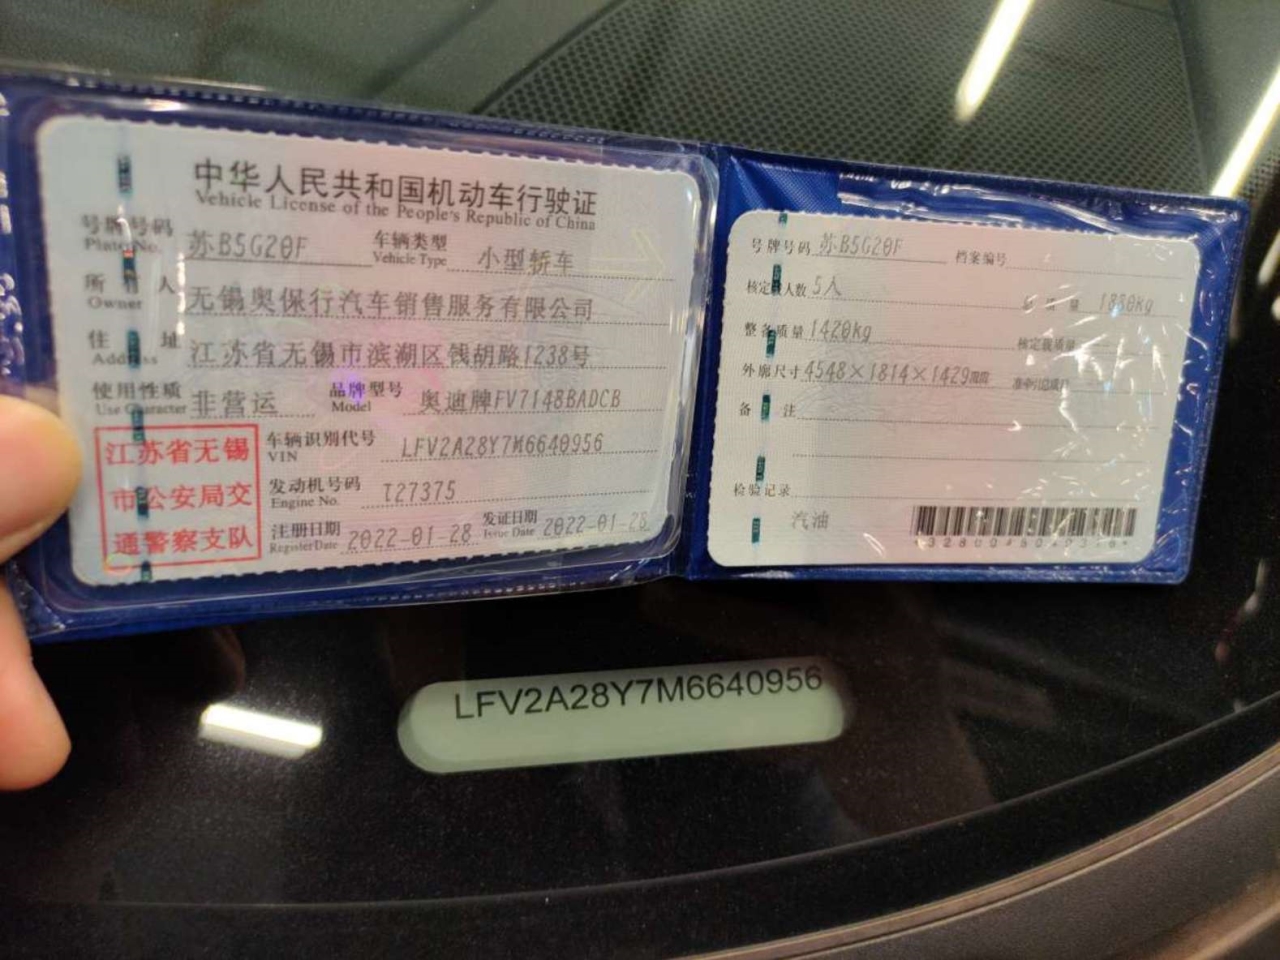 中华人民共和国机动车行驶证
Vehicle License of the People's Republic of China
号牌号码 苏B5G20F 车辆类型 小型轿车
Plate No. Vehicle Type
所有人 无锡奥保行汽车销售服务有限公司
Owner
住址 江苏省无锡市滨湖区钱胡路1238号
Address
使用性质 非营运 品牌型号 奥迪牌FV7148BADCB
Use Character Model
江苏省无锡
市公安局交
通警察支队
车辆识别代号 LFV2A28Y7M6640956
VIN
发动机号码 T27375
Engine No.
注册日期 2022-01-28 发证日期 2022-01-28
Register Date Issue Date
号牌号码 苏B5G20F 档案编号
核定载人数 5人 总质量
整备质量 1420kg 核定载质量
外廓尺寸 4548×1814×1429
备注
检验记录
汽油
LFV2A28Y7M6640956